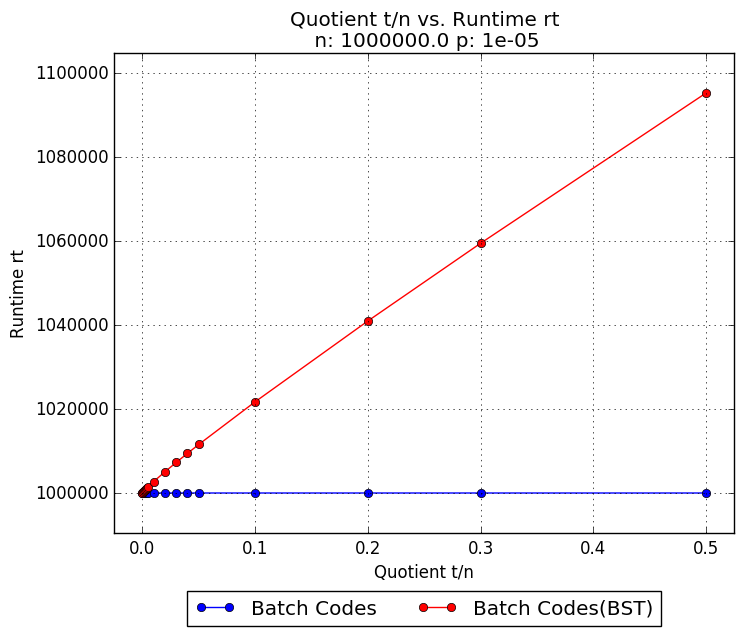 Quotient t/n vs. Runtime rt
n: 1000000.0 p: 1e-05
1100000
1080000
1060000
1040000
1020000
1000000
Runtime rt
0.0 0.1 0.2 0.3 0.4 0.5
Quotient t/n
Batch Codes Batch Codes(BST)